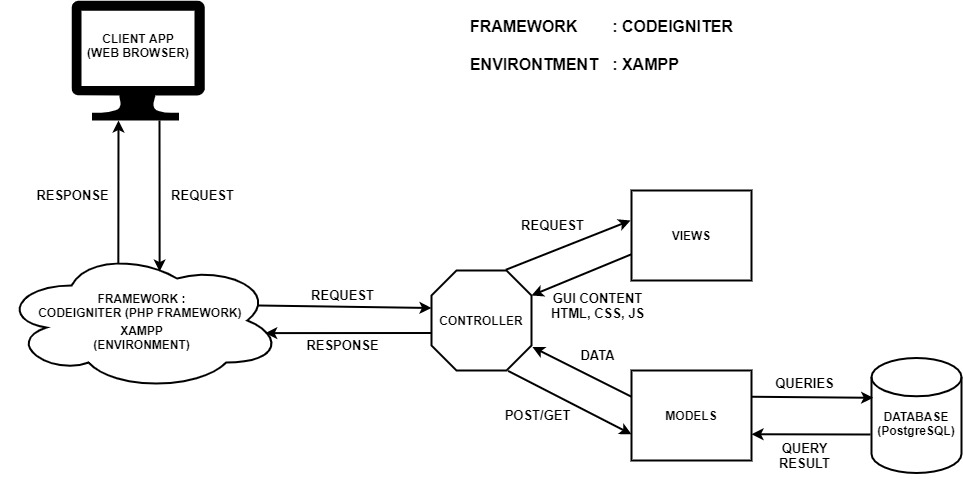 CLIENT APP
(WEB BROWSER)
FRAMEWORK : CODEIGNITER
ENVIRONTMENT : XAMPP
RESPONSE
REQUEST
FRAMEWORK :
CODEIGNITER (PHP FRAMEWORK)
XAMPP
(ENVIRONMENT)
REQUEST
RESPONSE
CONTROLLER
REQUEST
VIEWS
GUI CONTENT
HTML, CSS, JS
DATA
POST/GET
MODELS
QUERIES
QUERY
RESULT
DATABASE
(PostgreSQL)